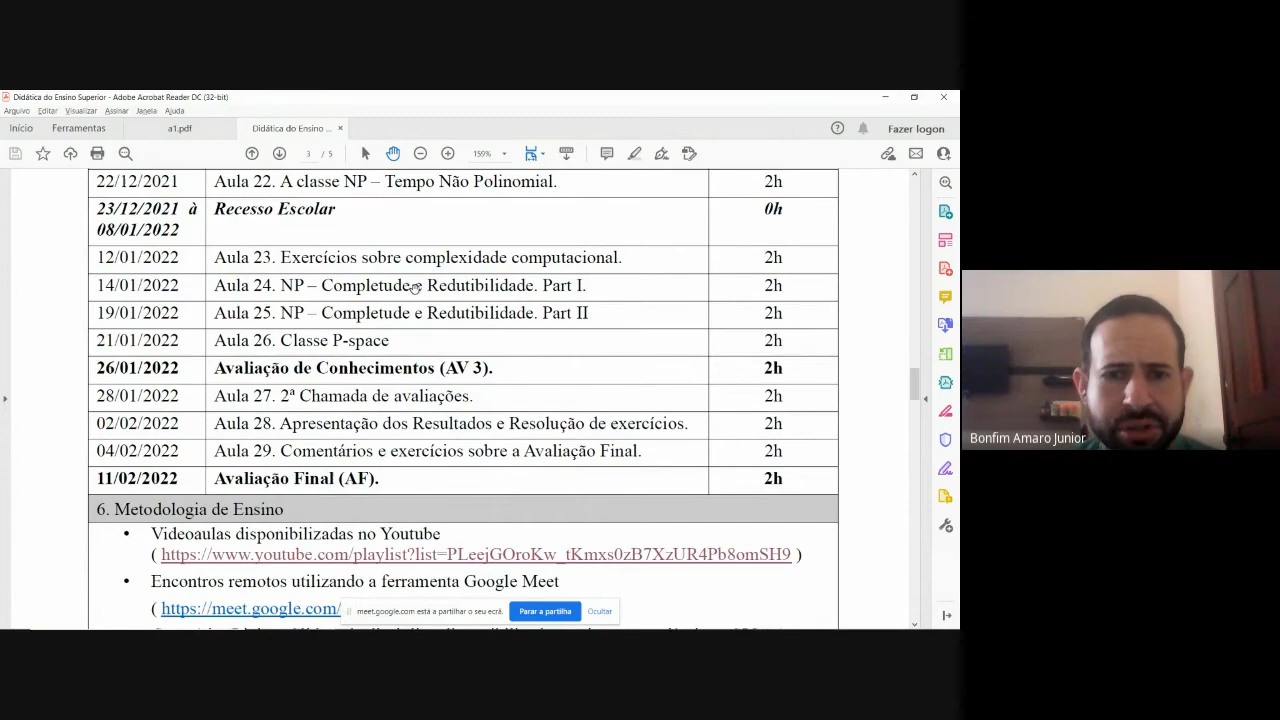 Didática do Ensino Superior - Adobe Acrobat Reader DC (32-bit)
Arquivo Editar Visualizar Assinar Janela Ajuda
Início Ferramentas a1.pdf Didática do Ensino ... × Fazer logon
3 / 5 159%
22/12/2021 Aula 22. A classe NP – Tempo Não Polinomial. 2h
23/12/2021 à Recesso Escolar 0h
08/01/2022
12/01/2022 Aula 23. Exercícios sobre complexidade computacional. 2h
14/01/2022 Aula 24. NP – Completude e Redutibilidade. Part I. 2h
19/01/2022 Aula 25. NP – Completude e Redutibilidade. Part II 2h
21/01/2022 Aula 26. Classe P-space 2h
26/01/2022 Avaliação de Conhecimentos (AV 3). 2h
28/01/2022 Aula 27. 2ª Chamada de avaliações. 2h
02/02/2022 Aula 28. Apresentação dos Resultados e Resolução de exercícios. 2h
04/02/2022 Aula 29. Comentários e exercícios sobre a Avaliação Final. 2h
11/02/2022 Avaliação Final (AF). 2h
6. Metodologia de Ensino
• Videoaulas disponibilizadas no Youtube
( https://www.youtube.com/playlist?list=PLeejGOroKw_tKmxs0zB7XzUR4Pb8omSH9 )
• Encontros remotos utilizando a ferramenta Google Meet
( https://meet.google.com/
meet.google.com está a partilhar o seu ecrã. Parar a partilha Ocultar
Bonfim Amaro Junior